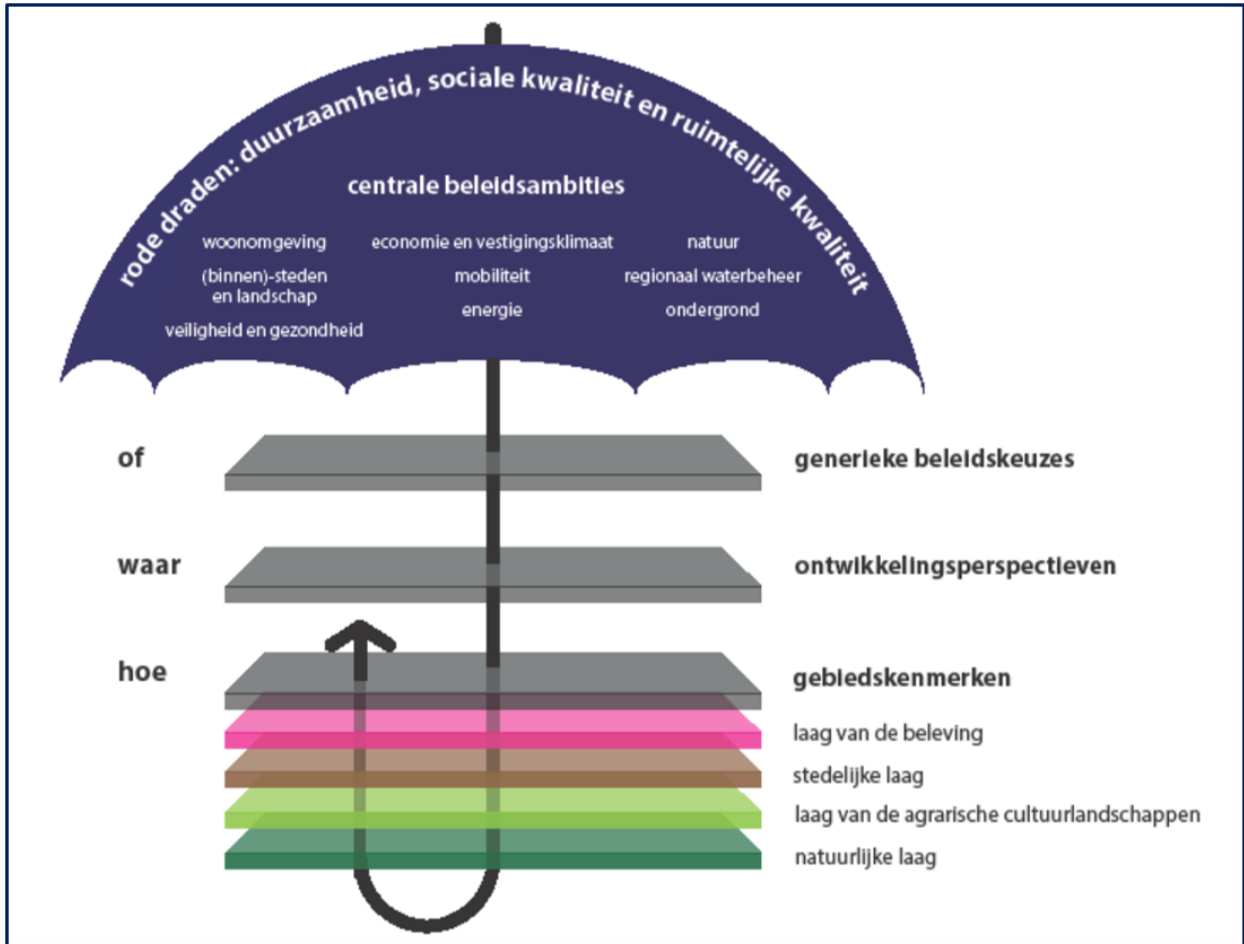 rode draden: duurzaamheid, sociale kwaliteit en ruimtelijke kwaliteit
centrale beleidsambities
woonomgeving
(binnen)-steden
en landschap
veiligheid en gezondheid
economie en vestigingsklimaat
mobiliteit
energie
natuur
regionaal waterbeheer
ondergrond
of
generieke beleidskeuzes
waar
ontwikkelingsperspectieven
hoe
gebiedskenmerken
laag van de beleving
stedelijke laag
laag van de agrarische cultuurlandschappen
natuurlijke laag